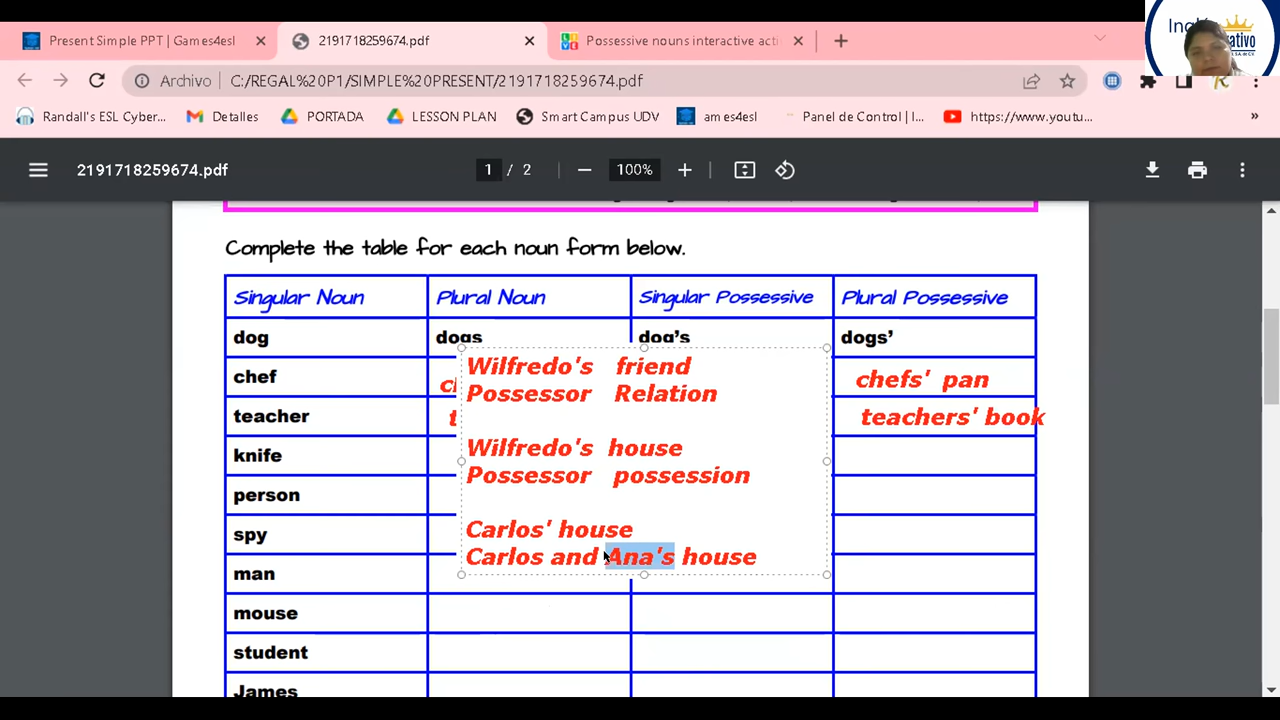 Present Simple PPT | Games4esl
2191718259674.pdf
Possessive nouns interactive acti
Archivo
C:/REGAL%20P1/SIMPLE%20PRESENT/2191718259674.pdf
Randall's ESL Cyber...
Detalles
PORTADA
LESSON PLAN
Smart Campus UDV
ames4esl
Panel de Control | I...
https://www.youtu...
2191718259674.pdf
1 / 2
100%
Complete the table for each noun form below.
Singular Noun Plural Noun Singular Possessive Plural Possessive
dog dogs dog's dogs'
chef
chefs' pan
teacher
teachers' book
knife
person
spy
man
mouse
student
James
Wilfredo's friend
Possessor Relation
Wilfredo's house
Possessor possession
Carlos' house
Carlos and Ana's house